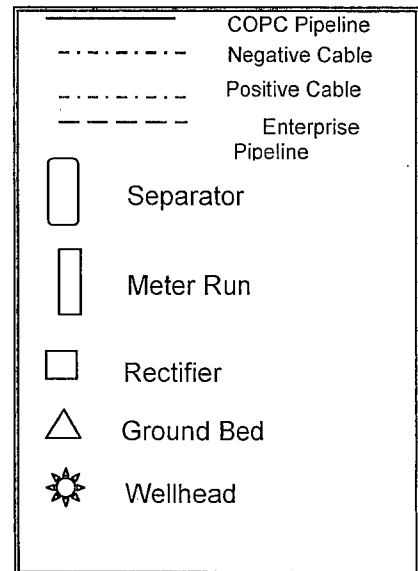 COPC Pipeline
Negative Cable
Positive Cable
Enterprise
Pipeline
Separator
Meter Run
Rectifier
Ground Bed
Wellhead